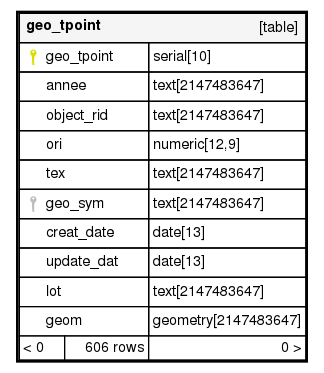 geo_tpoint [table]
geo_tpoint serial[10]
annee text[2147483647]
object_rid text[2147483647]
ori numeric[12,9]
tex text[2147483647]
geo_sym text[2147483647]
creat_date date[13]
update_dat date[13]
lot text[2147483647]
geom geometry[2147483647]
< 0 606 rows 0 >